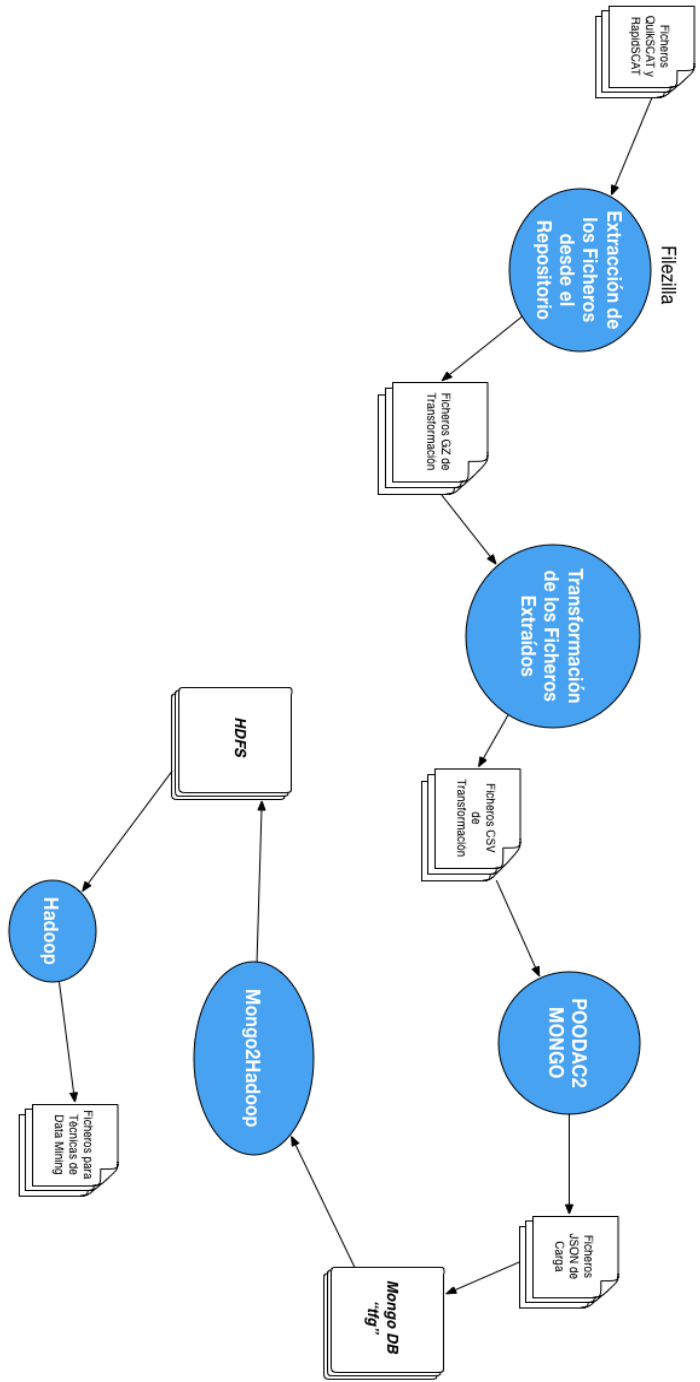 Ficheros
QuikSCAT y
RapidSCAT
Filezilla
Extracción de
los Ficheros
desde el
Repositorio
Ficheros GZ de
Transformación
Transformación
de los Ficheros
Extraídos
Ficheros CSV
de
Transformación
POODAC2
MONGO
Ficheros
JSON de
Carga
Mongo DB
“tfg”
Mongo2Hadoop
HDFS
Hadoop
Ficheros para
Técnicas de
Data Mining